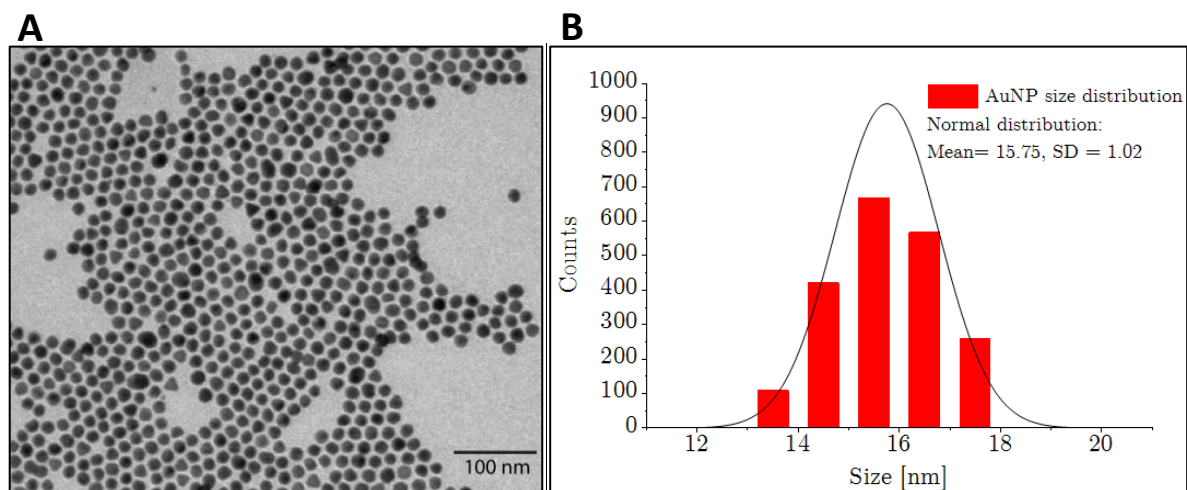 A
B
100 nm
1000
900
800
700
600
500
400
300
200
100
0
Counts
AuNP size distribution
Normal distribution:
Mean= 15.75, SD = 1.02
12 14 16 18 20
Size [nm]